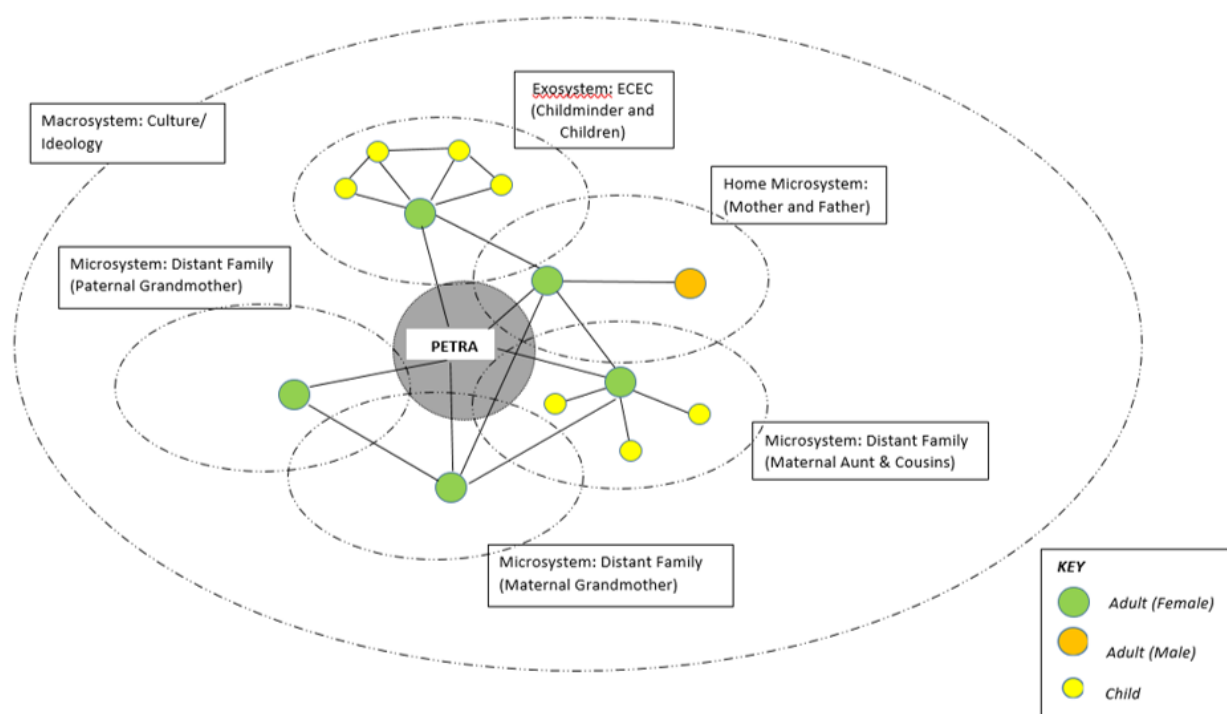 Exosystem: ECEC
(Childminder and
Children)
Macrosystem: Culture/
Ideology
Home Microsystem:
(Mother and Father)
Microsystem: Distant Family
(Paternal Grandmother)
PETRA
Microsystem: Distant Family
(Maternal Aunt & Cousins)
Microsystem: Distant Family
(Maternal Grandmother)
KEY
Adult (Female)
Adult (Male)
Child